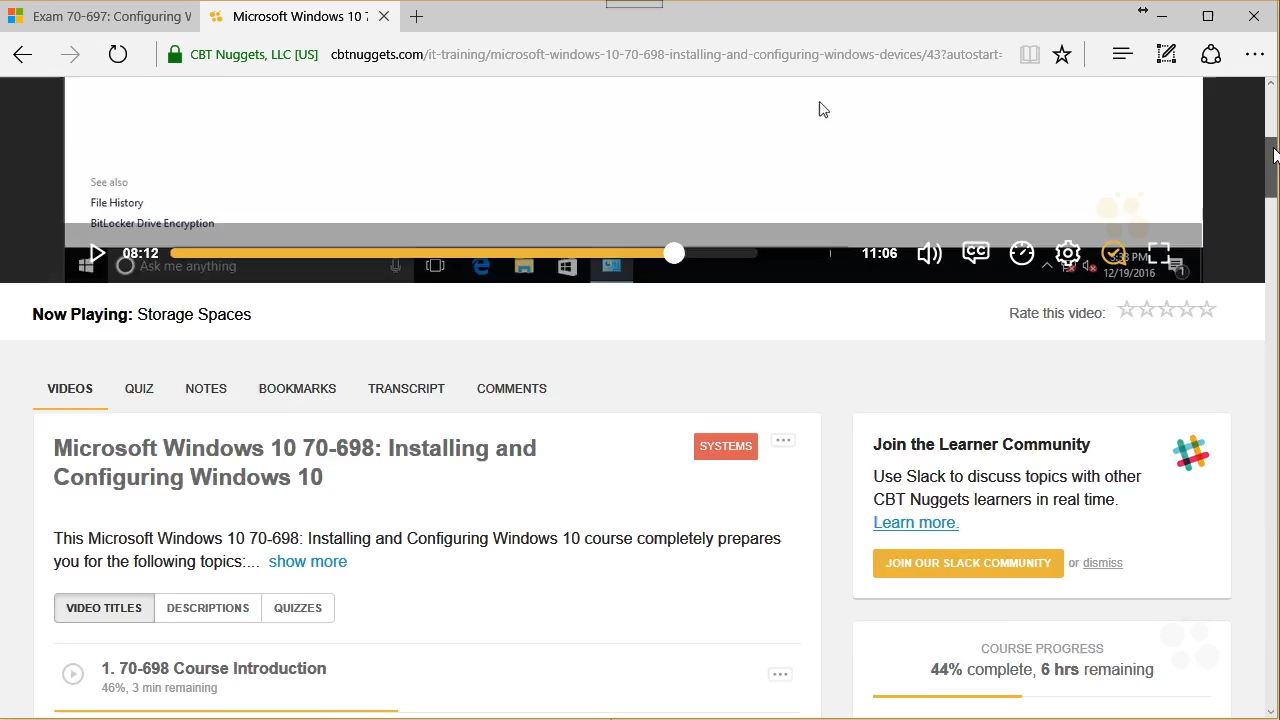 Exam 70-697: Configuring W
Microsoft Windows 10 7
CBT Nuggets, LLC [US] cbtnuggets.com/it-training/microsoft-windows-10-70-698-installing-and-configuring-windows-devices/43?autostart=
See also
File History
BitLocker Drive Encryption
08:12
11:06
CC
Ask me anything
3:33 PM
12/19/2016
1
Now Playing: Storage Spaces
Rate this video:
VIDEOS QUIZ NOTES BOOKMARKS TRANSCRIPT COMMENTS
Microsoft Windows 10 70-698: Installing and
Configuring Windows 10
SYSTEMS
This Microsoft Windows 10 70-698: Installing and Configuring Windows 10 course completely prepares
you for the following topics:... show more
VIDEO TITLES DESCRIPTIONS QUIZZES
1. 70-698 Course Introduction
46%, 3 min remaining
Join the Learner Community
Use Slack to discuss topics with other
CBT Nuggets learners in real time.
Learn more.
JOIN OUR SLACK COMMUNITY or dismiss
COURSE PROGRESS
44% complete, 6 hrs remaining